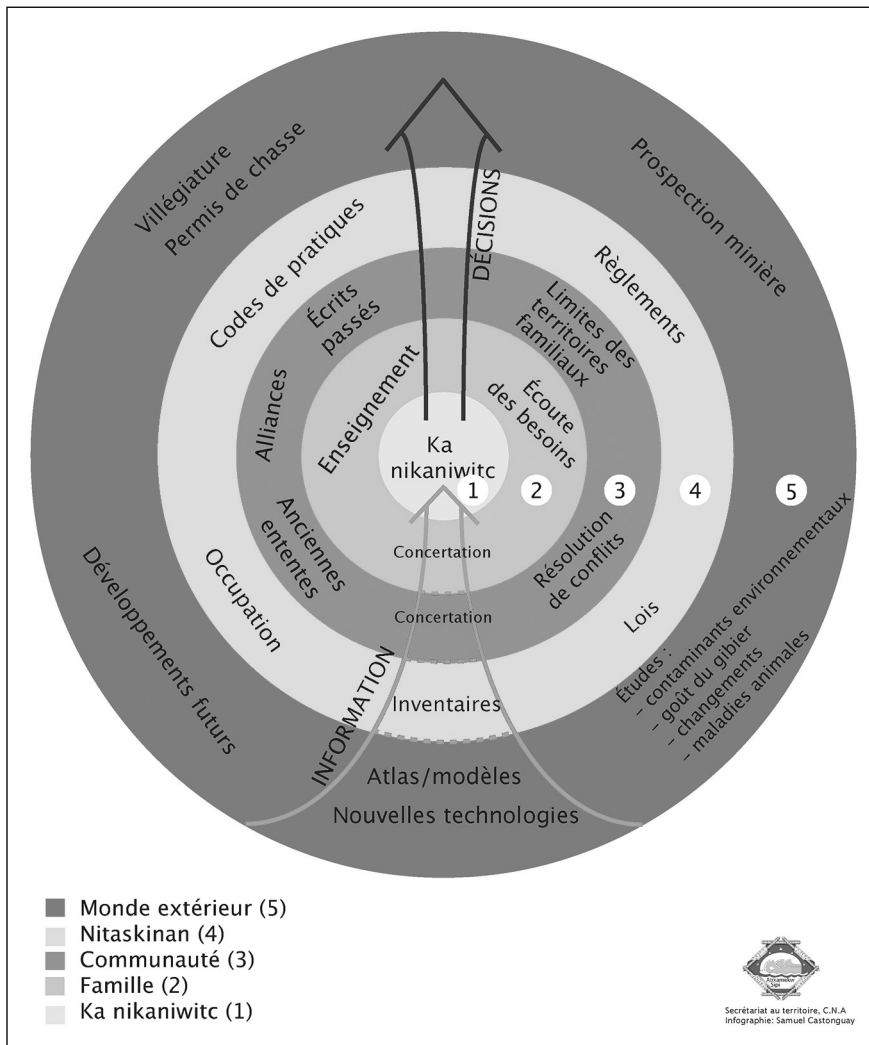 Villégiature
Permis de chasse
Prospection minière
DÉCISIONS
Codes de pratiques
Règlements
Écrits
passés
Limites des
territoires
familiaux
Alliances
Enseignement
Écoute
des besoins
Ka
nikaniwitc
1
2
3
4
5
Anciennes
ententes
Concertation
Résolution
de conflits
Occupation
Concertation
Lois
Développements futurs
INFORMATION
Inventaires
Études :
– contaminants environnementaux
– goût du gibier
– changements
– maladies animales
Atlas/modèles
Nouvelles technologies
Monde extérieur (5)
Nitaskinan (4)
Communauté (3)
Famille (2)
Ka nikaniwitc (1)
Atikamekw
Sipi
Secrétariat au territoire, C.N.A
Infographie: Samuel Castonguay